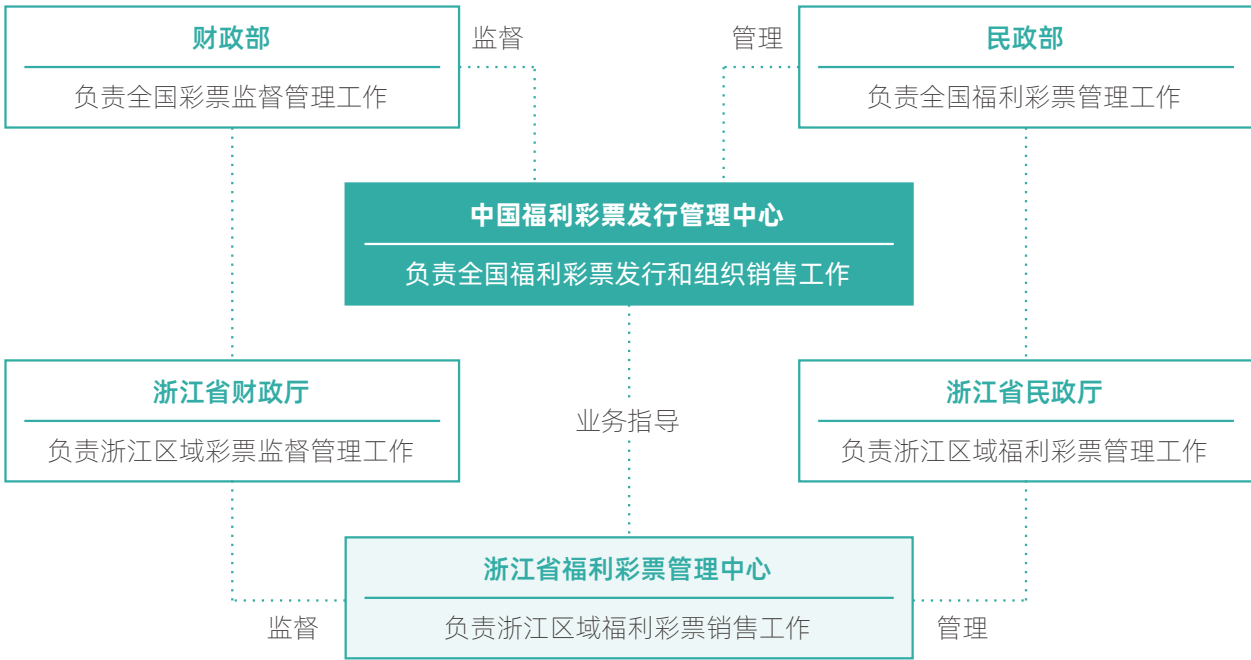 财政部
负责全国彩票监督管理工作
监督
管理
民政部
负责全国福利彩票管理工作
中国福利彩票发行管理中心
负责全国福利彩票发行和组织销售工作
浙江省财政厅
负责浙江区域彩票监督管理工作
业务指导
浙江省民政厅
负责浙江区域福利彩票管理工作
浙江省福利彩票管理中心
负责浙江区域福利彩票销售工作
监督
管理